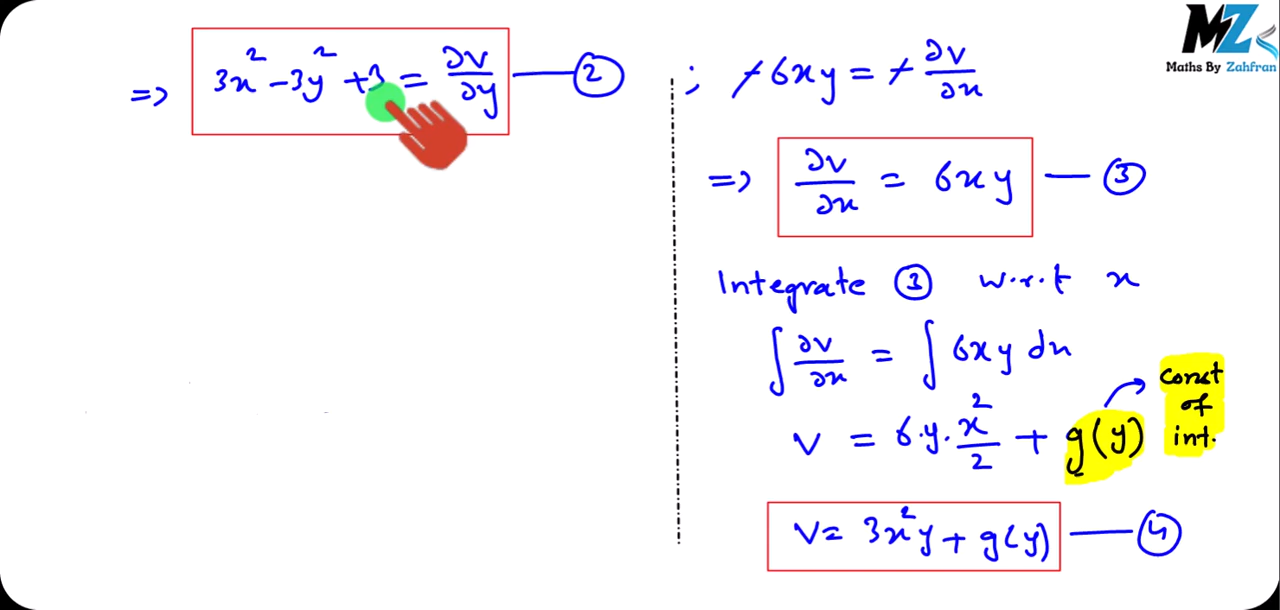 => 3x² - 3y² + 3 = ∂v/∂y — ②
; -6xy = -∂v/∂x
=> ∂v/∂x = 6xy — ③
Integrate ③ w.r.t x
∫ ∂v/∂x = ∫ 6xy dx
v = 6·y·x²/2 + g(y)
const
of
int.
v = 3x²y + g(y) — ④
MZ
Maths By Zahfran